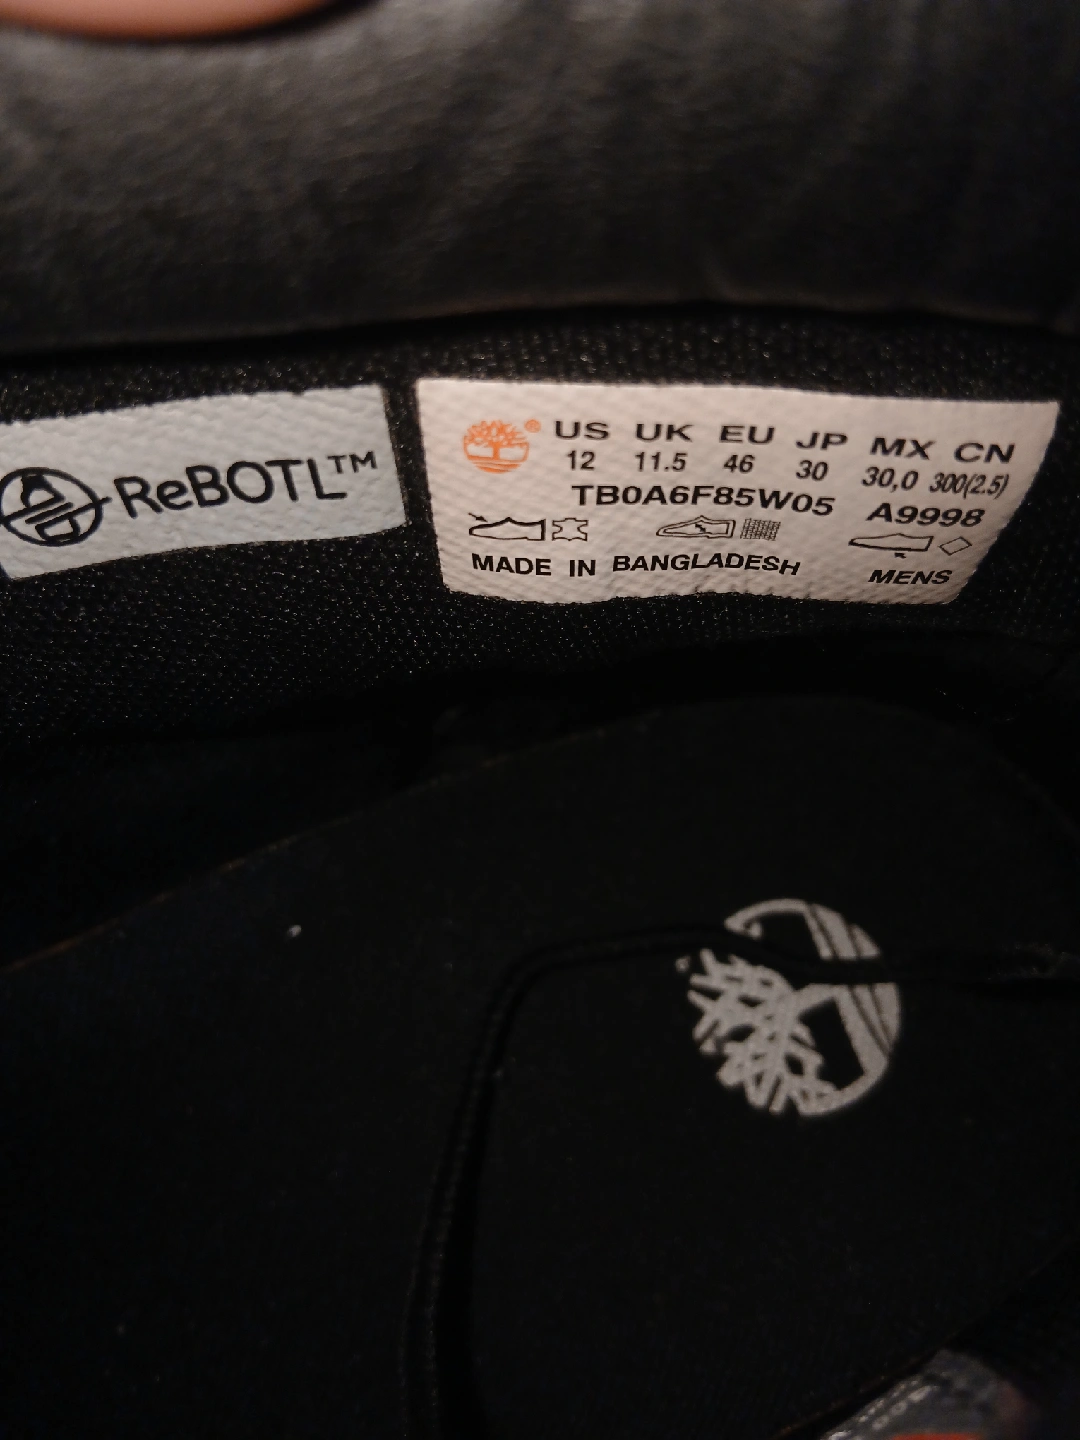 ReBOTL™
® US UK EU JP MX CN
12 11.5 46 30 30,0 300(2.5)
TB0A6F85W05 A9998
MADE IN BANGLADESH MENS